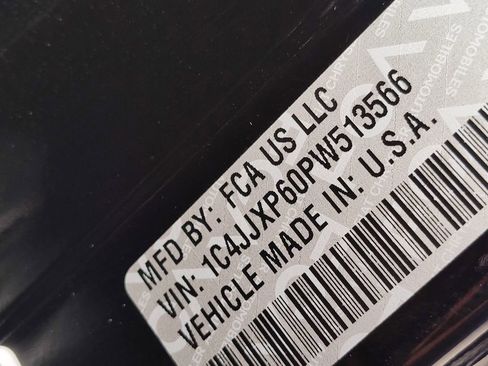 MFD BY: FCA US LLC
VIN: 1C4JJXP60PW513566
VEHICLE MADE IN: U.S.A.